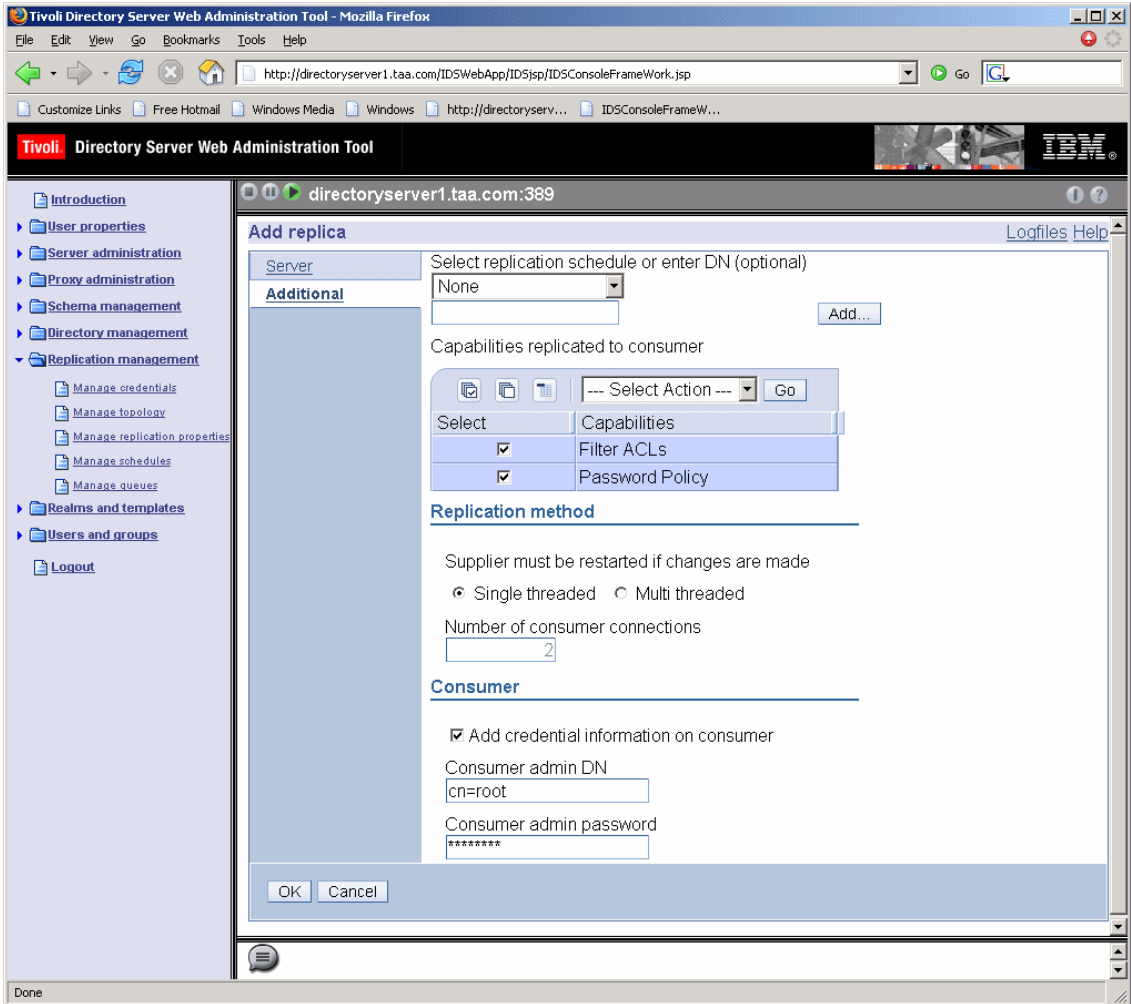 Tivoli Directory Server Web Administration Tool - Mozilla Firefox
File Edit View Go Bookmarks Tools Help
http://directoryserver1.taa.com/IDSWebApp/IDSjsp/IDSConsoleFrameWork.jsp Go G
Customize Links Free Hotmail Windows Media Windows http://directoryserv... IDSConsoleFrameW...
Tivoli. Directory Server Web Administration Tool IBM®
directoryserver1.taa.com:389
Introduction
User properties
Server administration
Proxy administration
Schema management
Directory management
Replication management
Manage credentials
Manage topology
Manage replication properties
Manage schedules
Manage queues
Realms and templates
Users and groups
Logout
Add replica Logfiles Help
Server
Additional
Select replication schedule or enter DN (optional)
None
Add...
Capabilities replicated to consumer
--- Select Action --- Go
Select Capabilities
Filter ACLs
Password Policy
Replication method
Supplier must be restarted if changes are made
Single threaded Multi threaded
Number of consumer connections
2
Consumer
Add credential information on consumer
Consumer admin DN
cn=root
Consumer admin password
********
OK Cancel
Done